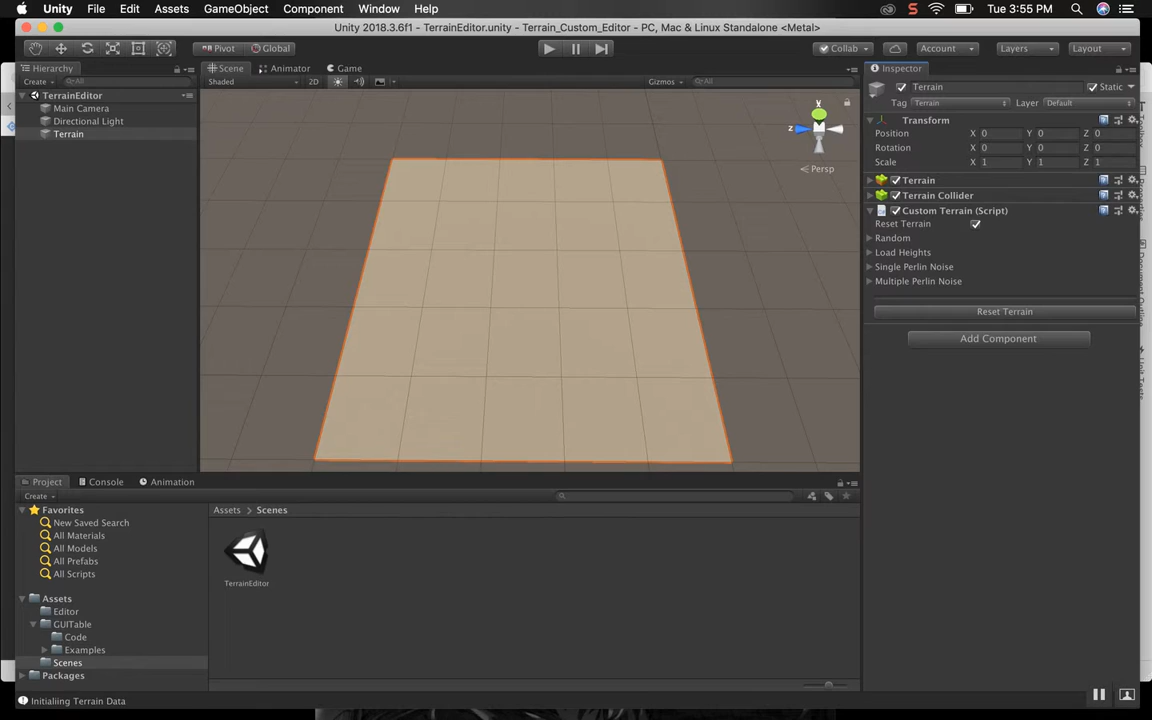 Unity File Edit Assets GameObject Component Window Help
Tue 3:55 PM
Unity 2018.3.6f1 - TerrainEditor.unity - Terrain_Custom_Editor - PC, Mac & Linux Standalone <Metal>
Pivot Global
Collab Account Layers Layout
Hierarchy
Create All
TerrainEditor
Main Camera
Directional Light
Terrain
Scene Animator Game
Shaded 2D Gizmos All
y
z
Persp
Inspector
Terrain Static
Tag Terrain Layer Default
Transform
Position X 0 Y 0 Z 0
Rotation X 0 Y 0 Z 0
Scale X 1 Y 1 Z 1
Terrain
Terrain Collider
Custom Terrain (Script)
Reset Terrain
Random
Load Heights
Single Perlin Noise
Multiple Perlin Noise
Reset Terrain
Add Component
Project Console Animation
Create
Favorites
New Saved Search
All Materials
All Models
All Prefabs
All Scripts
Assets
Editor
GUITable
Code
Examples
Scenes
Packages
Assets > Scenes
TerrainEditor
Initialiing Terrain Data